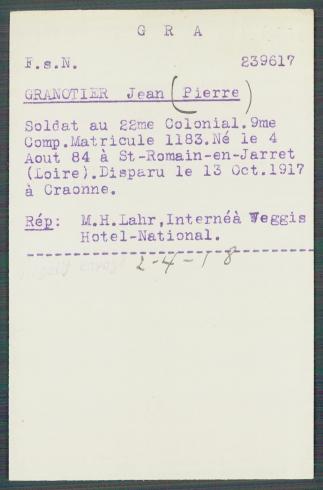 G R A
F.s.N. 239617
GRANOTIER Jean (Pierre)
Soldat au 22me Colonial.9me
Comp.Matricule 1183.Né le 4
Aout 84 à St-Romain-en-Jarret
(Loire).Disparu le 13 Oct.1917
à Craonne.
Rép: M.H.Lahr,Internéà Weggis
Hotel-National.
2-4-18